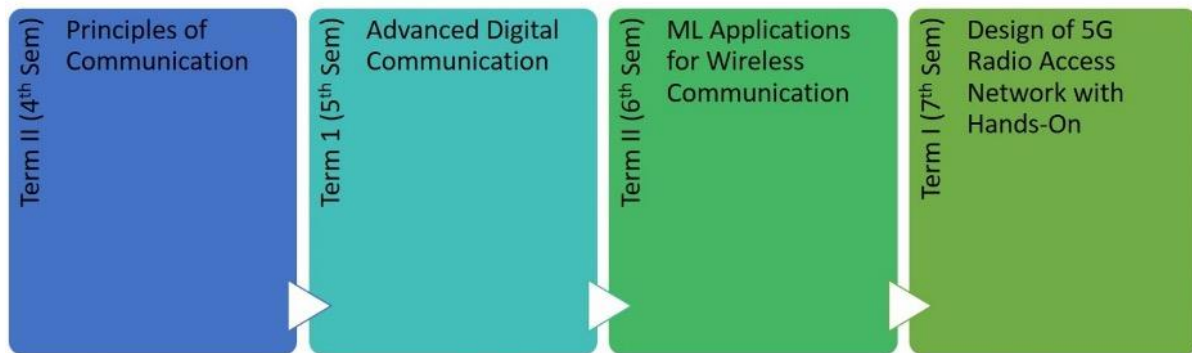 Term II (4th Sem)
Principles of
Communication
Term 1 (5th Sem)
Advanced Digital
Communication
Term II (6th Sem)
ML Applications
for Wireless
Communication
Term I (7th Sem)
Design of 5G
Radio Access
Network with
Hands-On